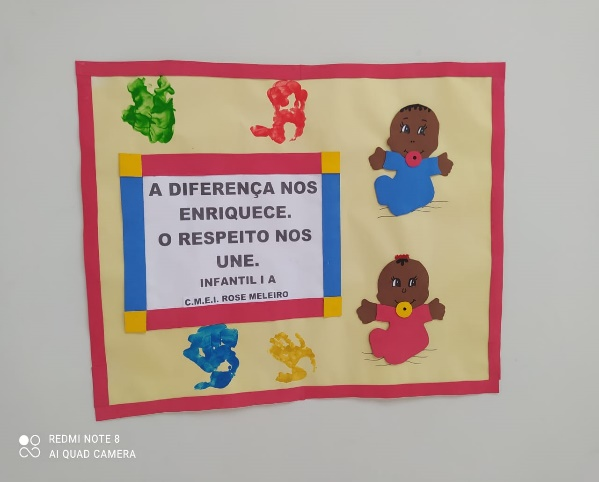 A DIFERENÇA NOS
ENRIQUECE.
O RESPEITO NOS
UNE.
INFANTIL I A
C.M.E.I. ROSE MELEIRO
REDMI NOTE 8
AI QUAD CAMERA